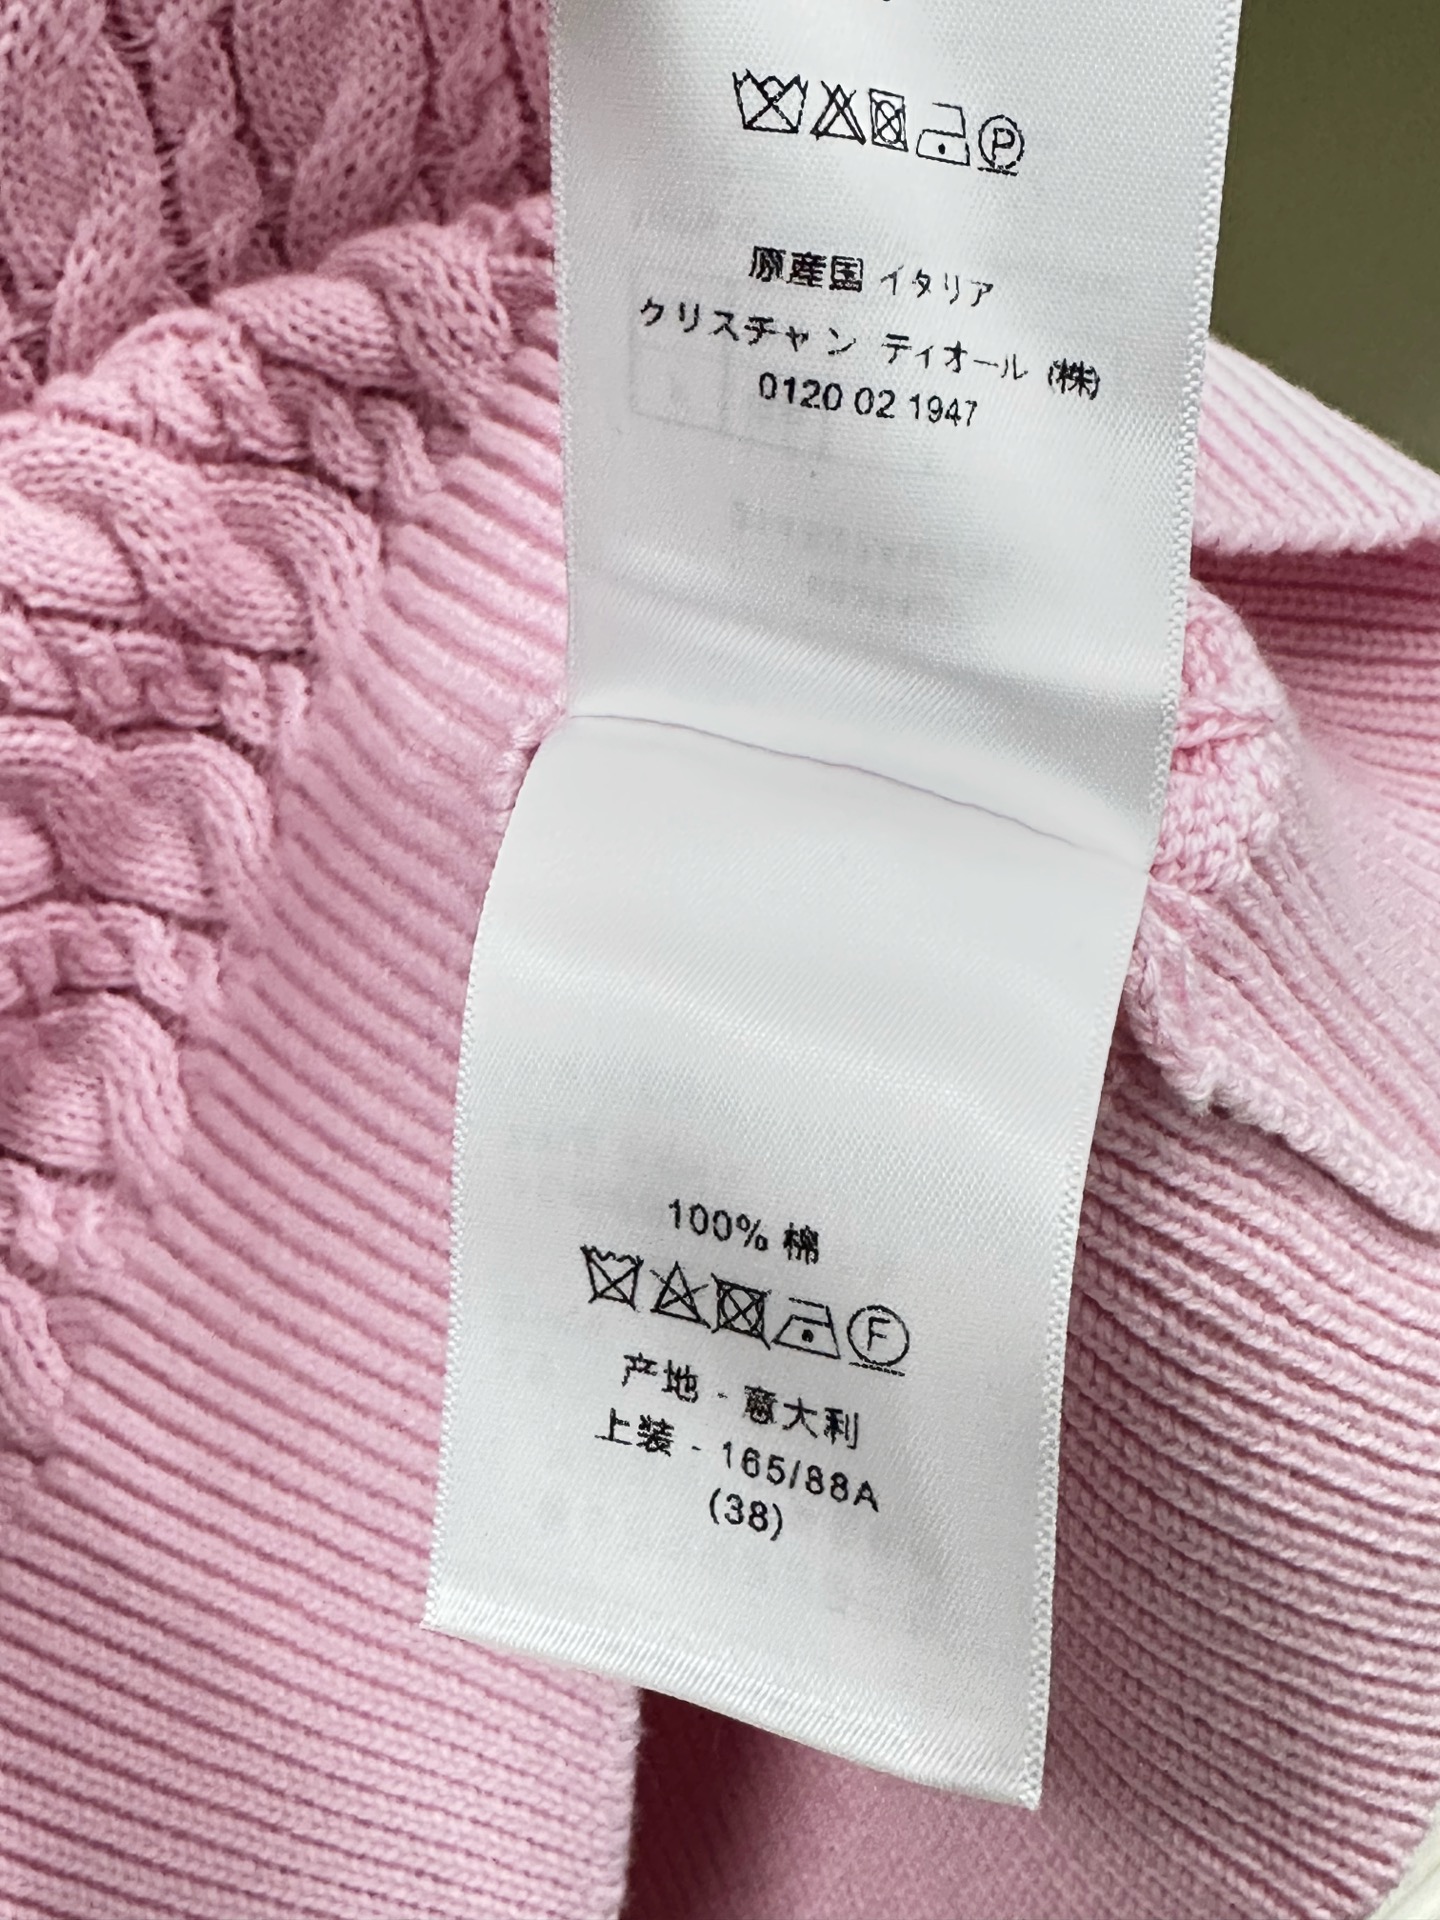 原産国 イタリア
クリスチャン ディオール (株)
0120 02 1947
100% 棉
F
产地 - 意大利
上装 - 165/88A
(38)